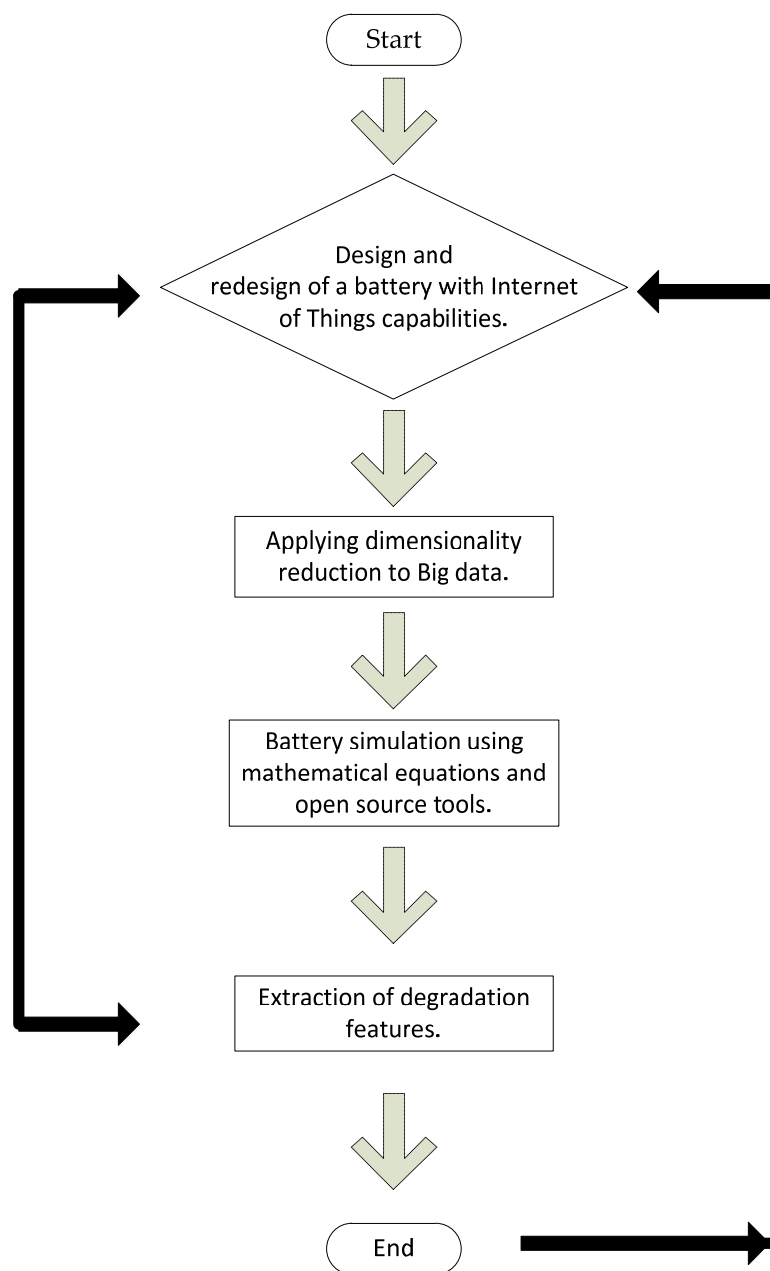 Start
Design and
redesign of a battery with Internet
of Things capabilities.
Applying dimensionality
reduction to Big data.
Battery simulation using
mathematical equations and
open source tools.
Extraction of degradation
features.
End